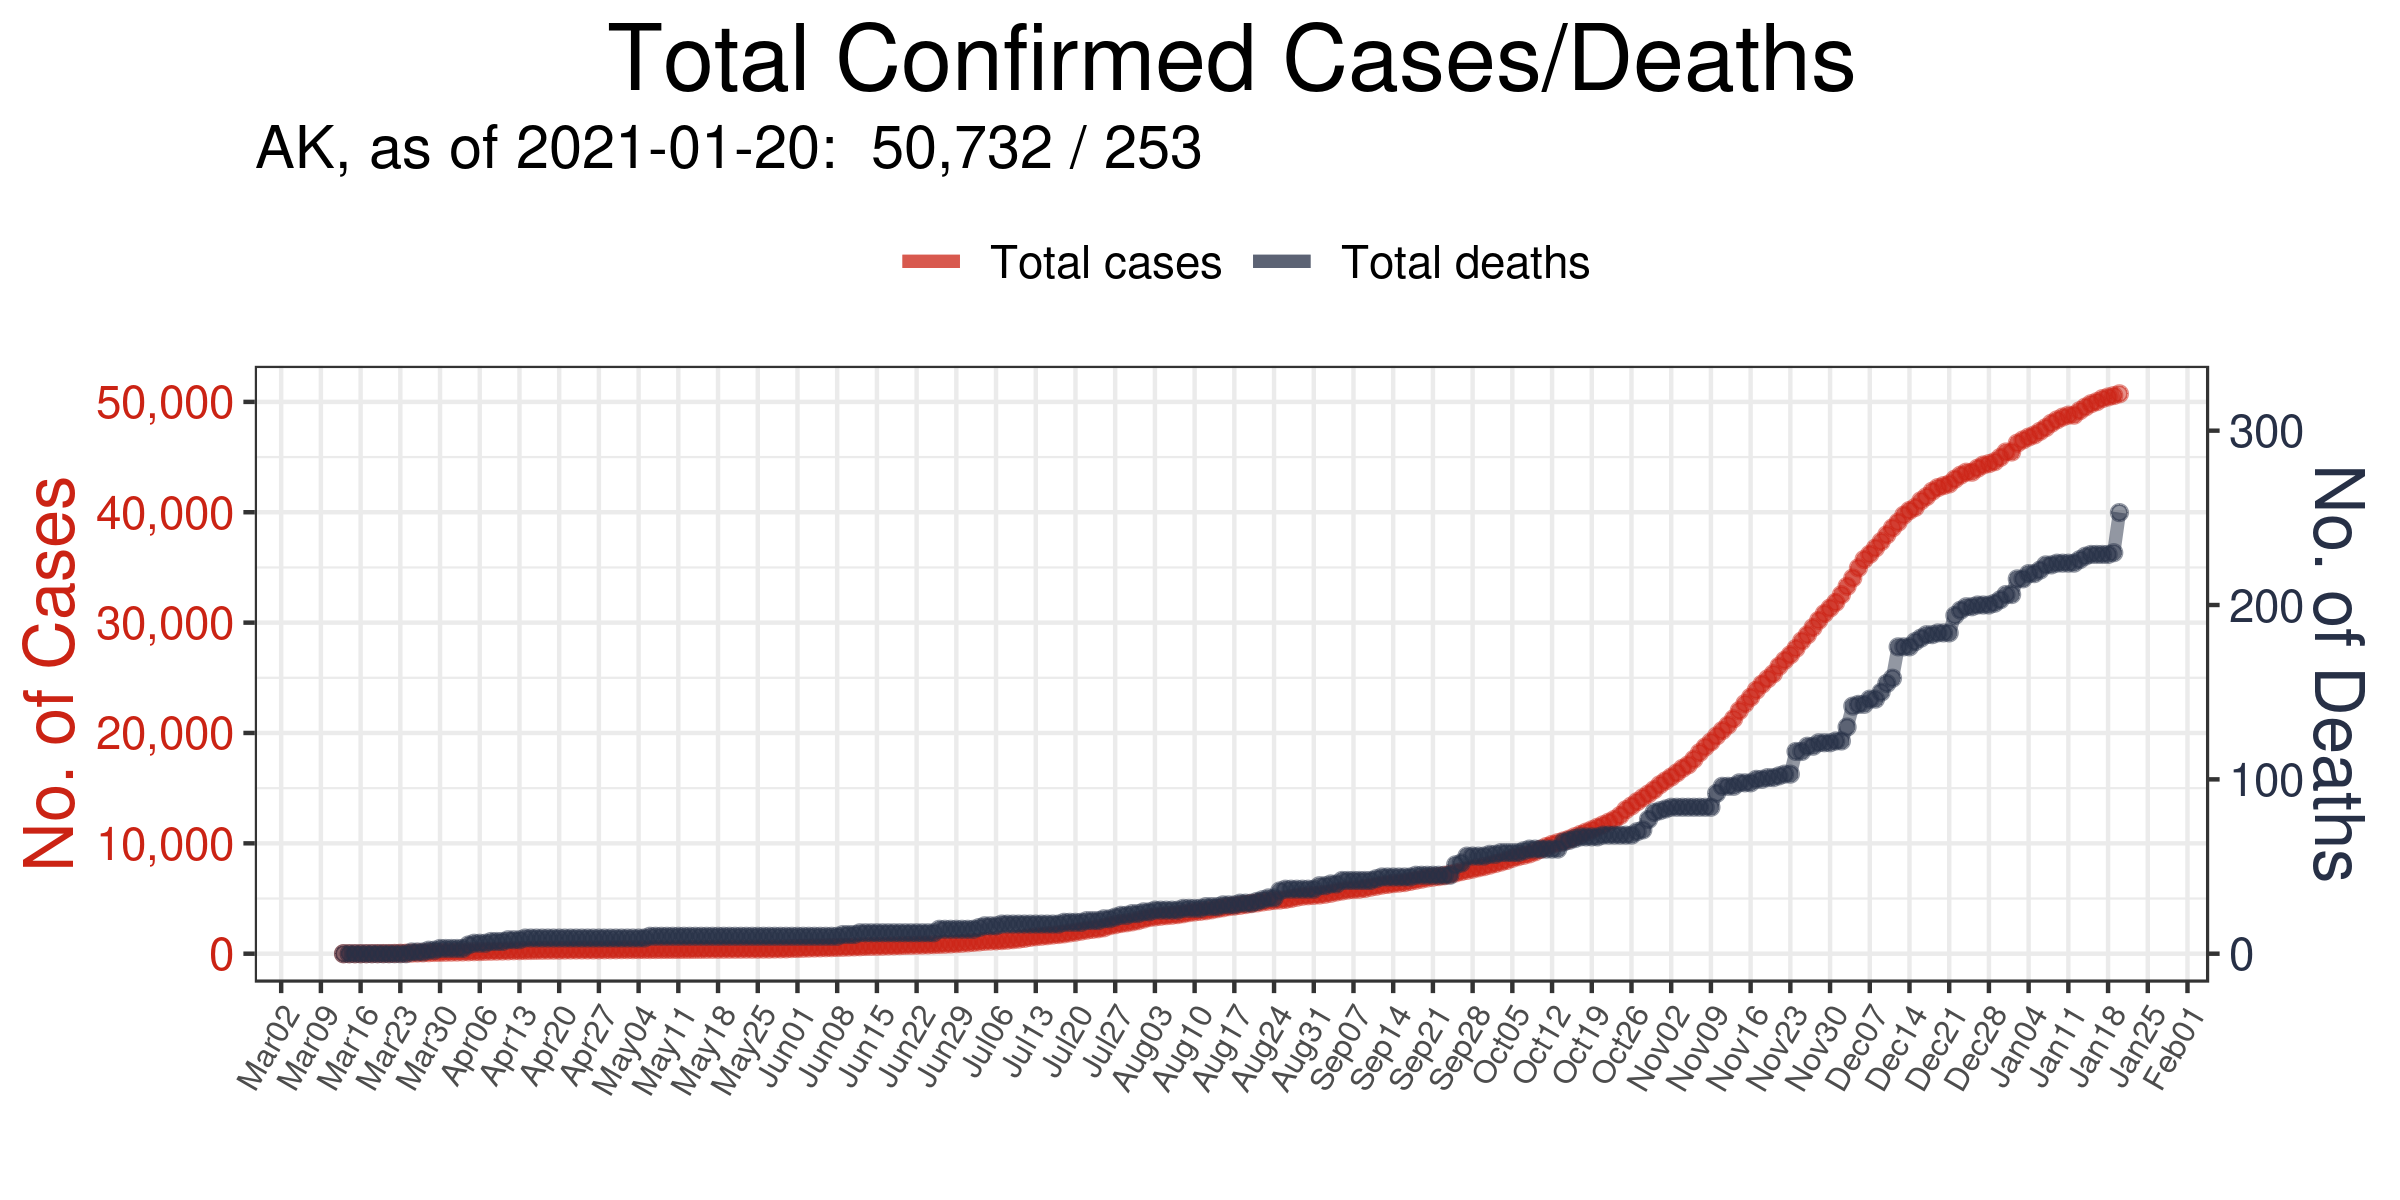 Total Confirmed Cases/Deaths
AK, as of 2021-01-20:  50,732 / 253
Total cases
Total deaths
No. of Cases
50,000
40,000
30,000
20,000
10,000
0
300
200
100
0
No. of Deaths
Mar02
Mar09
Mar16
Mar23
Mar30
Apr06
Apr13
Apr20
Apr27
May04
May11
May18
May25
Jun01
Jun08
Jun15
Jun22
Jun29
Jul06
Jul13
Jul20
Jul27
Aug03
Aug10
Aug17
Aug24
Aug31
Sep07
Sep14
Sep21
Sep28
Oct05
Oct12
Oct19
Oct26
Nov02
Nov09
Nov16
Nov23
Nov30
Dec07
Dec14
Dec21
Dec28
Jan04
Jan11
Jan18
Jan25
Feb01